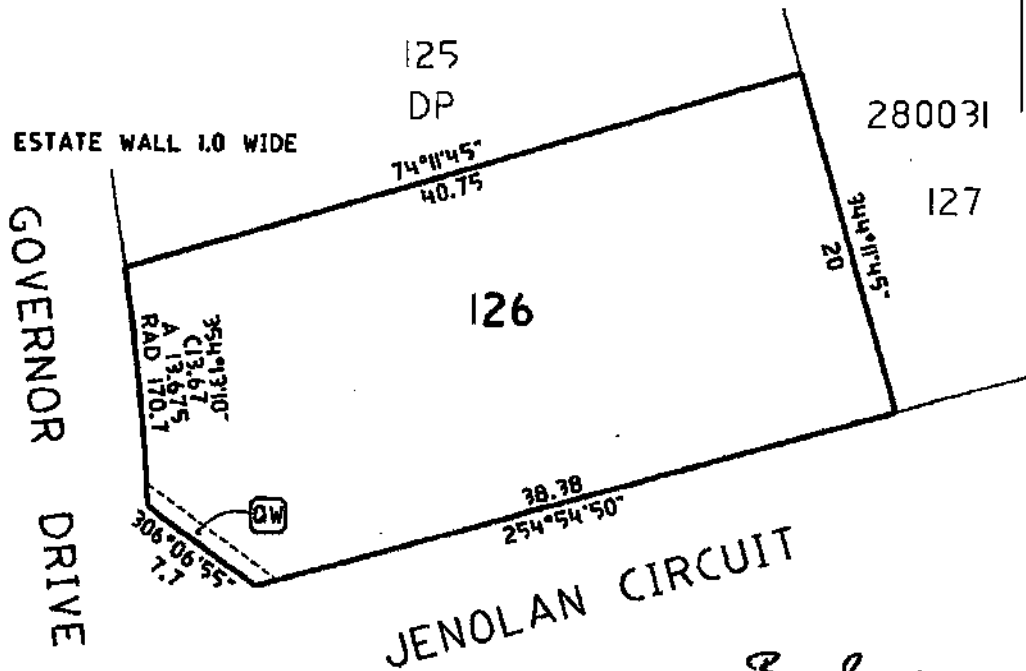 125
DP
280031
ESTATE WALL 1.0 WIDE
74°11'45"
40.75
127
344°11'45"
20
126
GOVERNOR DRIVE
354°13'10"
C13.67
A 13.675
RAD 170.7
QW
38.38
254°54'50"
306°06'55"
7.7
JENOLAN CIRCUIT